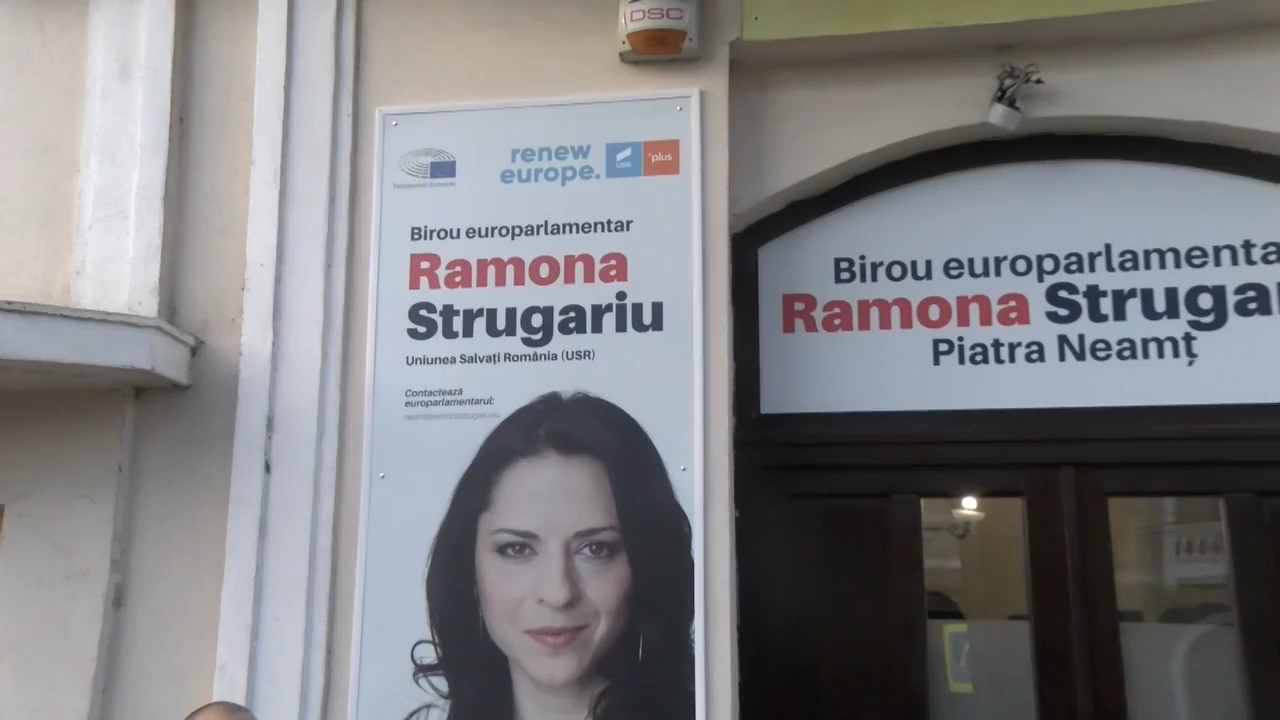 DSC
renew
europe.
USR
plus
Birou europarlamentar
Ramona
Strugariu
Uniunea Salvați România (USR)
Contactează
europarlamentarul:
Birou europarlamenta
Ramona Strugar
Piatra Neamț